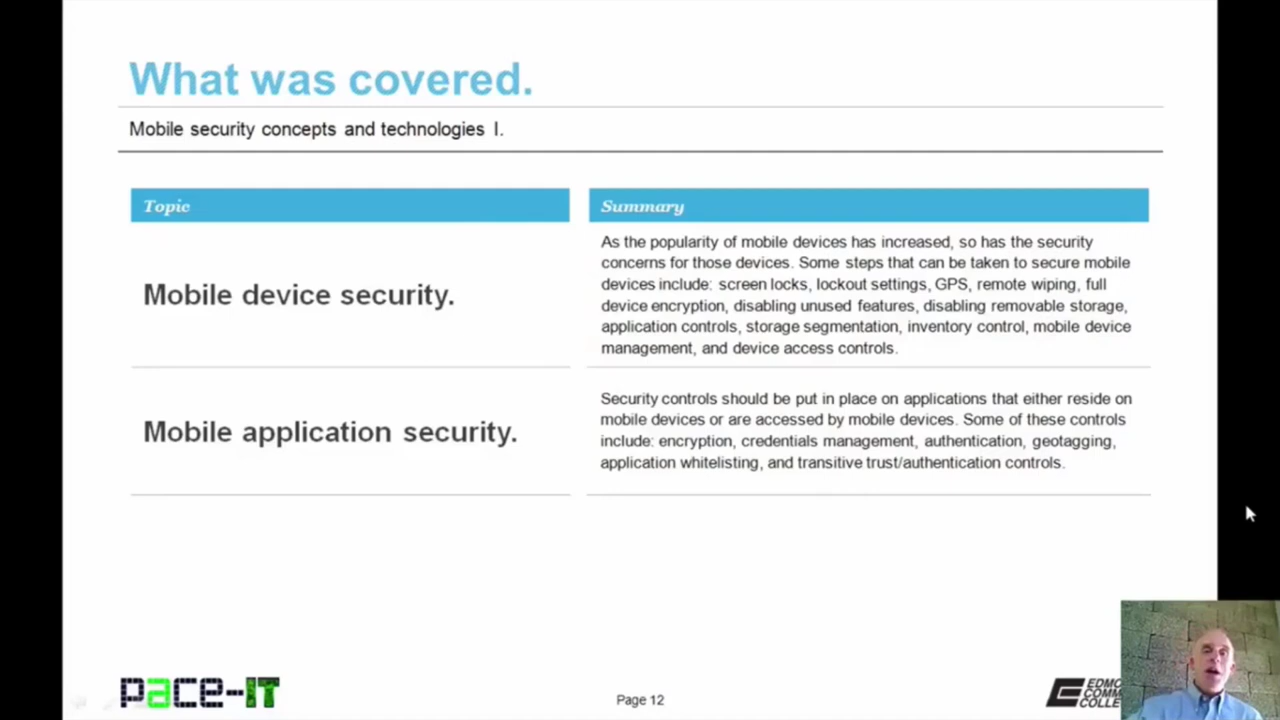 What was covered.
Mobile security concepts and technologies I.
Topic
Summary
Mobile device security.
As the popularity of mobile devices has increased, so has the security
concerns for those devices. Some steps that can be taken to secure mobile
devices include: screen locks, lockout settings, GPS, remote wiping, full
device encryption, disabling unused features, disabling removable storage,
application controls, storage segmentation, inventory control, mobile device
management, and device access controls.
Mobile application security.
Security controls should be put in place on applications that either reside on
mobile devices or are accessed by mobile devices. Some of these controls
include: encryption, credentials management, authentication, geotagging,
application whitelisting, and transitive trust/authentication controls.
pace-IT
Page 12